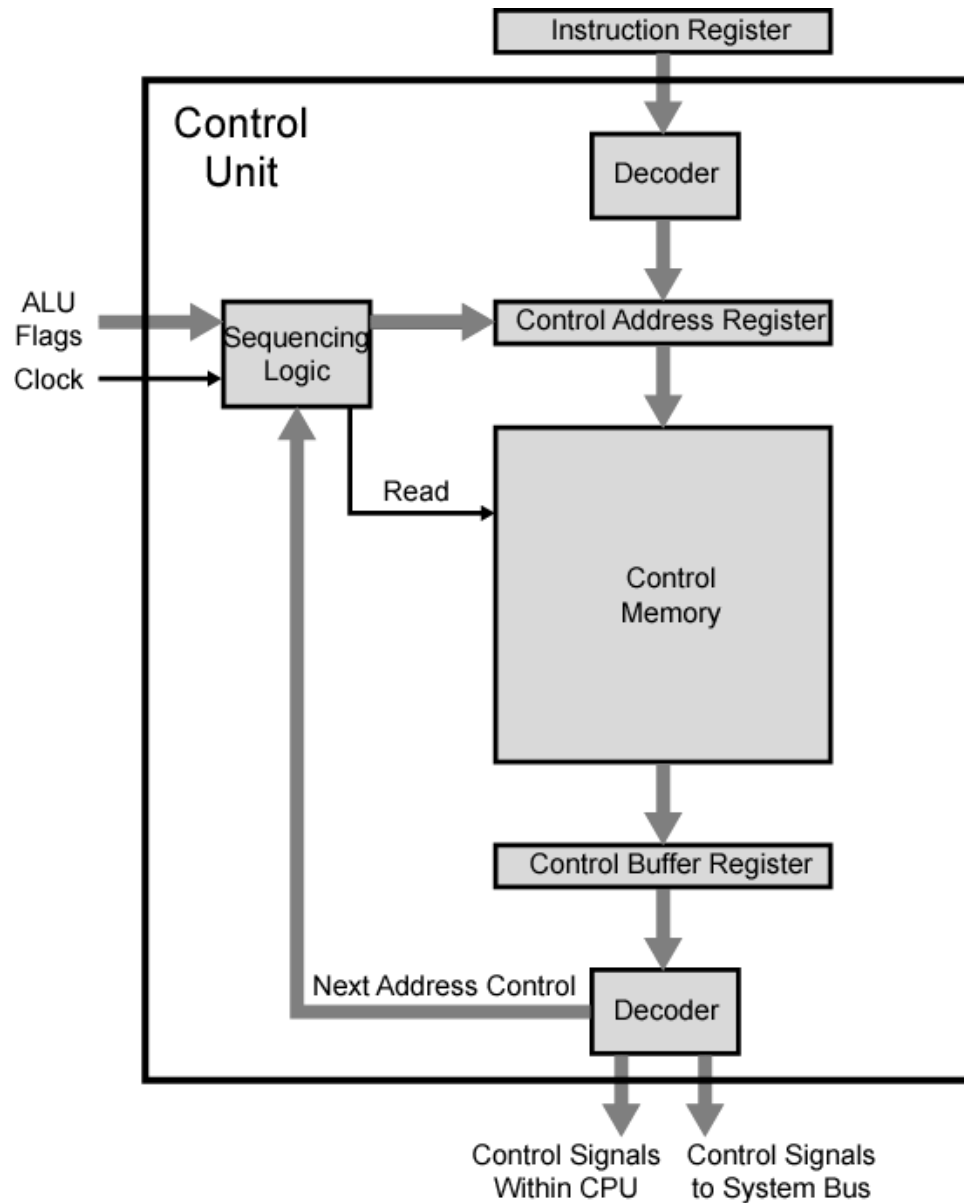 Instruction Register
Control
Unit
Decoder
ALU
Flags
Control Address Register
Sequencing
Logic
Clock
Read
Control
Memory
Control Buffer Register
Next Address Control
Decoder
Control Signals
Within CPU
Control Signals
to System Bus